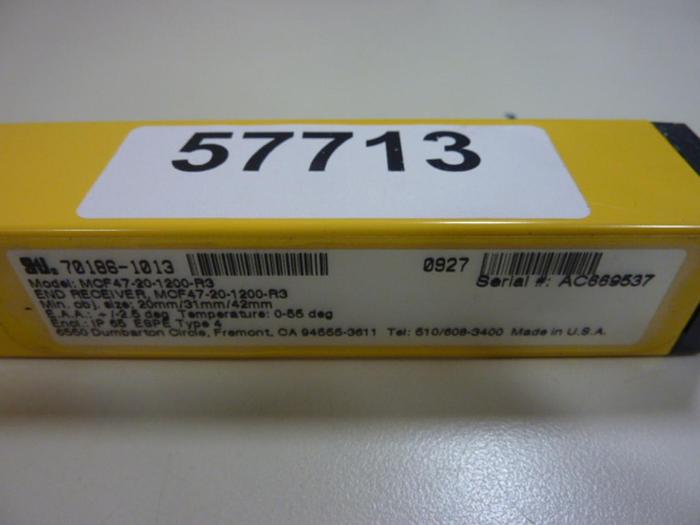 57713
70186-1013 0927
Model: MCF47-20-1200-R3 Serial #: AC669537
END RECEIVER, MCF47-20-1200-R3
Min. obj. size: 20mm/31mm/42mm
E.A.A.: +/-2.5 deg Temperature: 0-55 deg
Encl.: IP 65 ESPE Type 4
6550 Dumbarton Circle, Fremont, CA 94555-3611 Tel: 510/608-3400 Made in U.S.A.